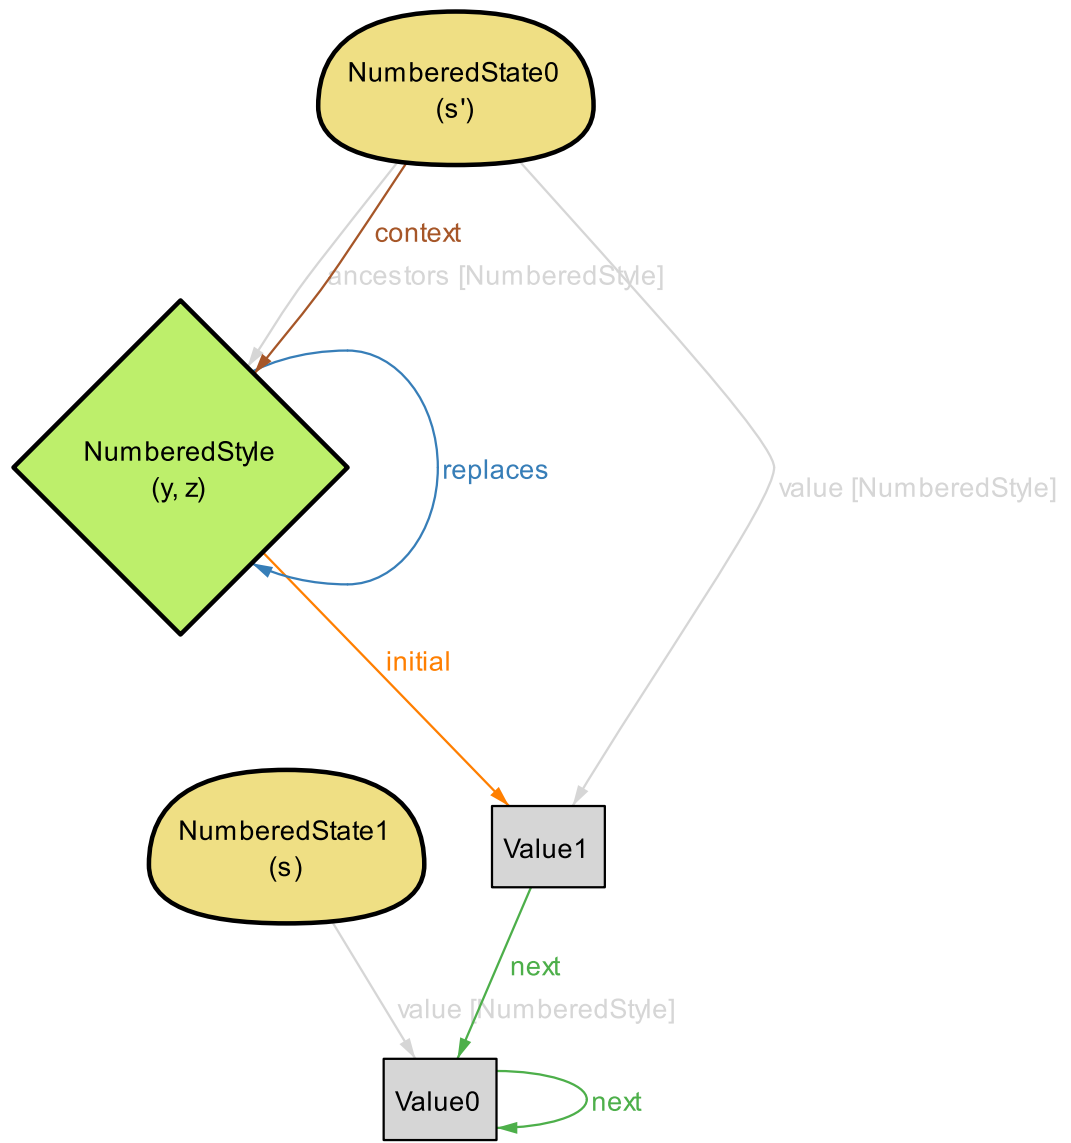 NumberedState0
(s')
context
ancestors [NumberedStyle]
NumberedStyle
(y, z)
replaces
value [NumberedStyle]
initial
NumberedState1
(s)
Value1
next
value [NumberedStyle]
Value0
next